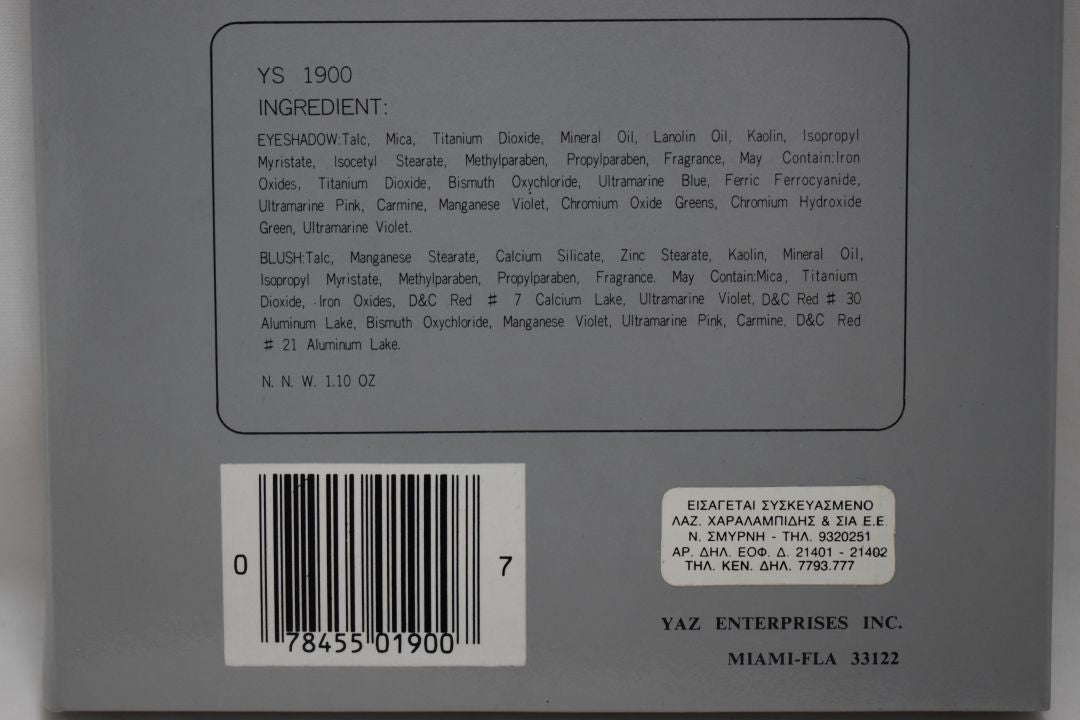 YS 1900
INGREDIENT:
EYESHADOW:Talc, Mica, Titanium Dioxide, Mineral Oil, Lanolin Oil, Kaolin, Isopropyl
Myristate, Isocetyl Stearate, Methylparaben, Propylparaben, Fragrance, May Contain:Iron
Oxides, Titanium Dioxide, Bismuth Oxychloride, Ultramarine Blue, Ferric Ferrocyanide,
Ultramarine Pink, Carmine, Manganese Violet, Chromium Oxide Greens, Chromium Hydroxide
Green, Ultramarine Violet.
BLUSH:Talc, Manganese Stearate, Calcium Silicate, Zinc Stearate, Kaolin, Mineral Oil,
Isopropyl Myristate, Methylparaben, Propylparaben, Fragrance. May Contain:Mica, Titanium
Dioxide, Iron Oxides, D&C Red # 7 Calcium Lake, Ultramarine Violet, D&C Red # 30
Aluminum Lake, Bismuth Oxychloride, Manganese Violet, Ultramarine Pink, Carmine, D&C Red
# 21 Aluminum Lake.
N. N. W. 1.10 OZ
0 78455 01900 7
ΕΙΣΑΓΕΤΑΙ ΣΥΣΚΕΥΑΣΜΕΝΟ
ΛΑΖ. ΧΑΡΑΛΑΜΠΙΔΗΣ & ΣΙΑ Ε.Ε.
Ν. ΣΜΥΡΝΗ - ΤΗΛ. 9320251
ΑΡ. ΔΗΛ. ΕΟΦ. Δ. 21401 - 21402
ΤΗΛ. ΚΕΝ. ΔΗΛ. 7793.777
YAZ ENTERPRISES INC.
MIAMI-FLA 33122